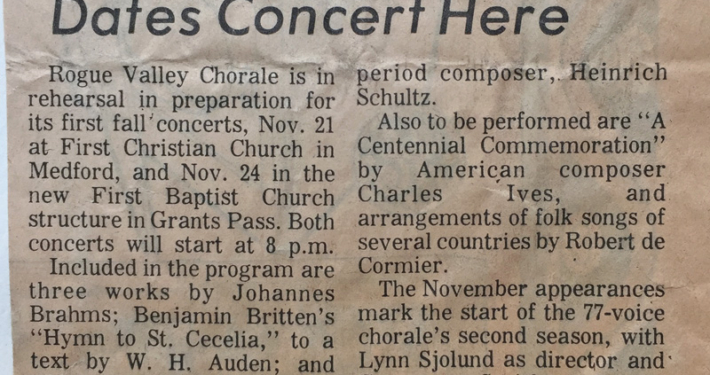 Dates Concert Here
Rogue Valley Chorale is in
rehearsal in preparation for
its first fall concerts, Nov. 21
at First Christian Church in
Medford, and Nov. 24 in the
new First Baptist Church
structure in Grants Pass. Both
concerts will start at 8 p.m.
Included in the program are
three works by Johannes
Brahms; Benjamin Britten's
"Hymn to St. Cecelia," to a
text by W. H. Auden; and
period composer, Heinrich
Schultz.
Also to be performed are "A
Centennial Commemoration"
by American composer
Charles Ives, and
arrangements of folk songs of
several countries by Robert de
Cormier.
The November appearances
mark the start of the 77-voice
chorale's second season, with
Lynn Sjolund as director and